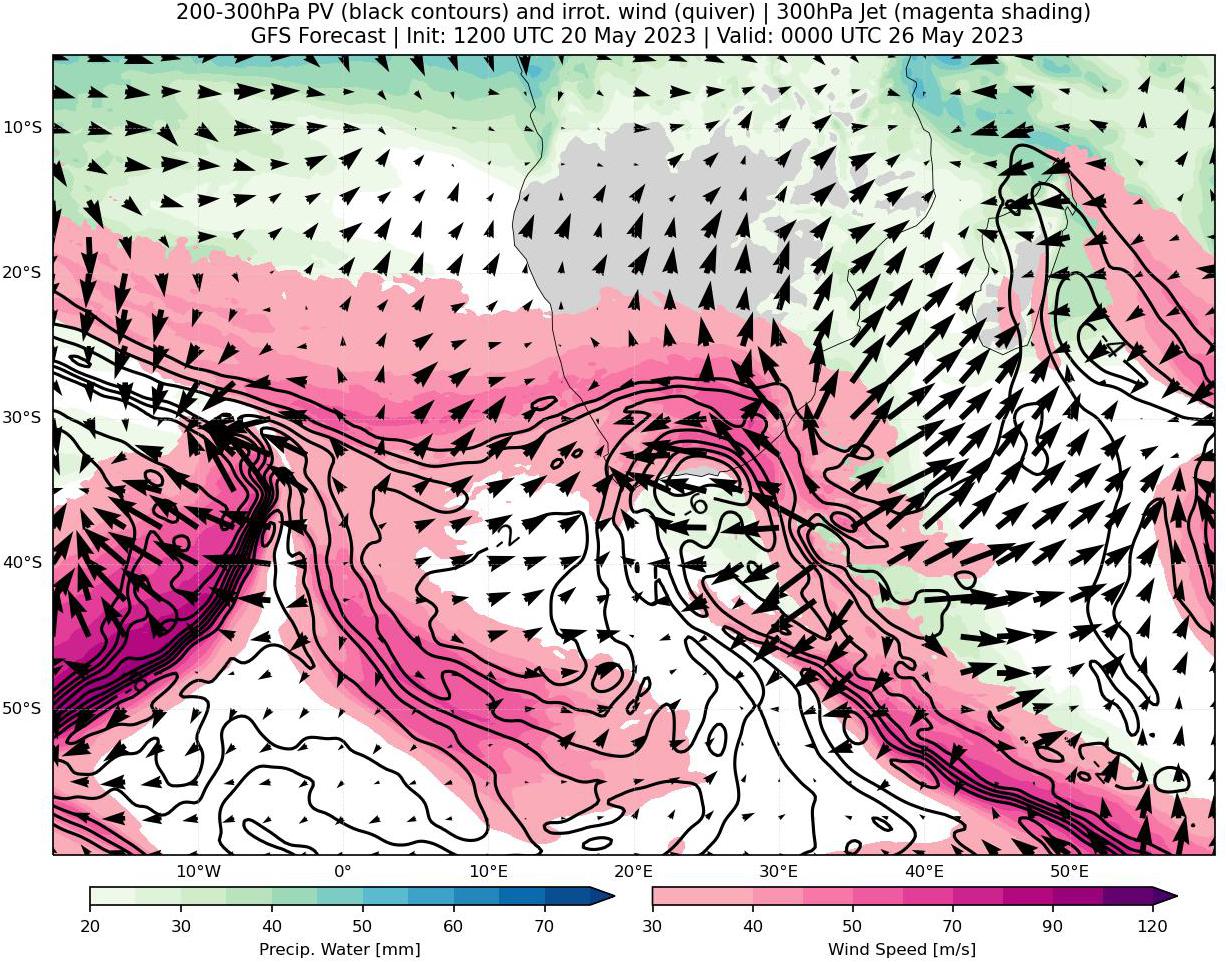 200-300hPa PV (black contours) and irrot. wind (quiver) | 300hPa Jet (magenta shading)
GFS Forecast | Init: 1200 UTC 20 May 2023 | Valid: 0000 UTC 26 May 2023
10°S
20°S
30°S
40°S
50°S
10°W 0° 10°E 20°E 30°E 40°E 50°E
20 30 40 50 60 70
Precip. Water [mm]
30 40 50 70 90 120
Wind Speed [m/s]